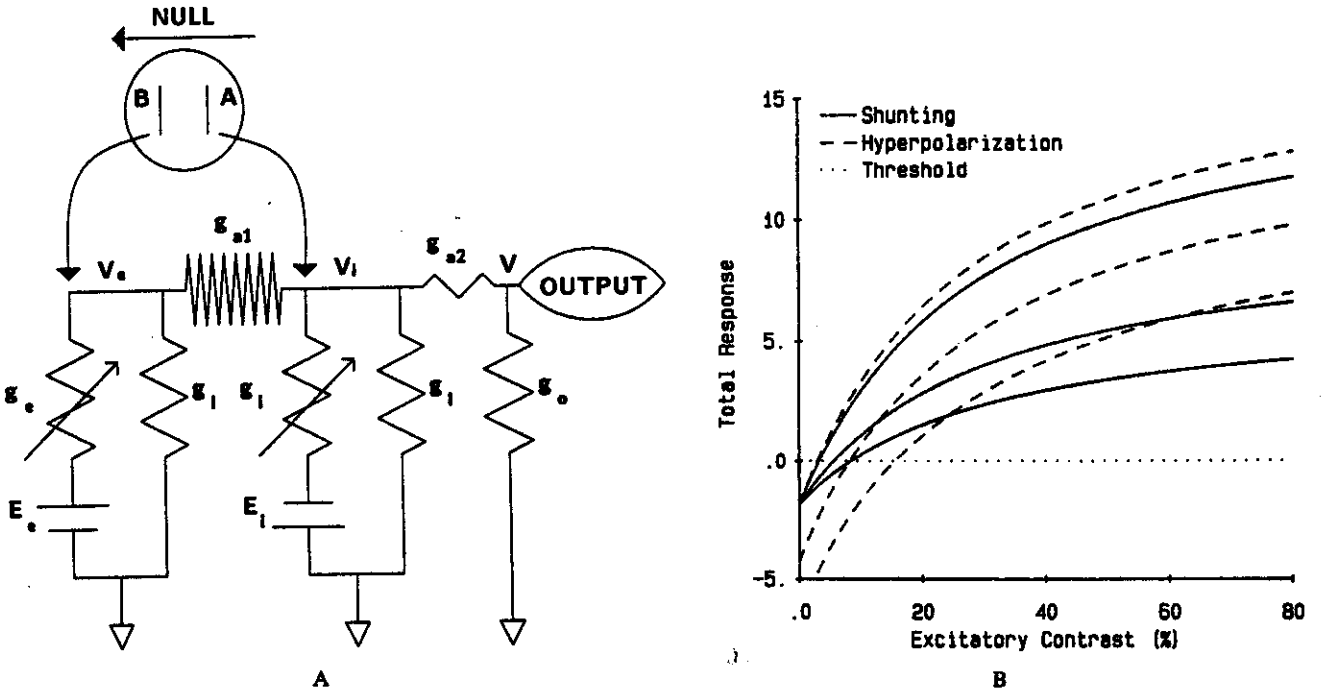 NULL
B A
g a1
V e
V i
g a2
V
OUTPUT
g e
g l
g i
g l
g o
E e
E i
A
15
10
5.
.0
-5.
Total Response
Shunting
Hyperpolarization
Threshold
.0 20 40 60 80
Excitatory Contrast (%)
B